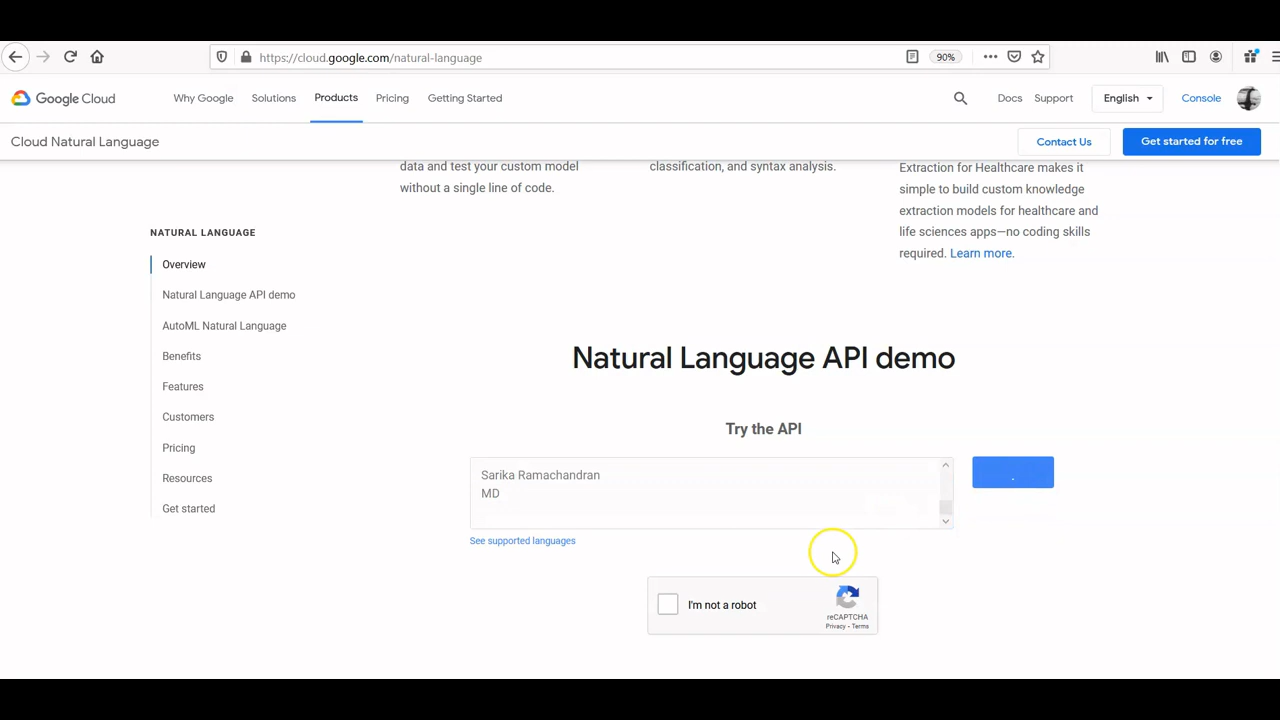 https://cloud.google.com/natural-language
90%
Google Cloud
Why Google
Solutions
Products
Pricing
Getting Started
Docs
Support
English
Console
Cloud Natural Language
Contact Us
Get started for free
data and test your custom model
without a single line of code.
classification, and syntax analysis.
Extraction for Healthcare makes it
simple to build custom knowledge
extraction models for healthcare and
life sciences apps—no coding skills
required. Learn more.
NATURAL LANGUAGE
Overview
Natural Language API demo
AutoML Natural Language
Benefits
Features
Customers
Pricing
Resources
Get started
Natural Language API demo
Try the API
Sarika Ramachandran
MD
See supported languages
I'm not a robot
reCAPTCHA
Privacy - Terms